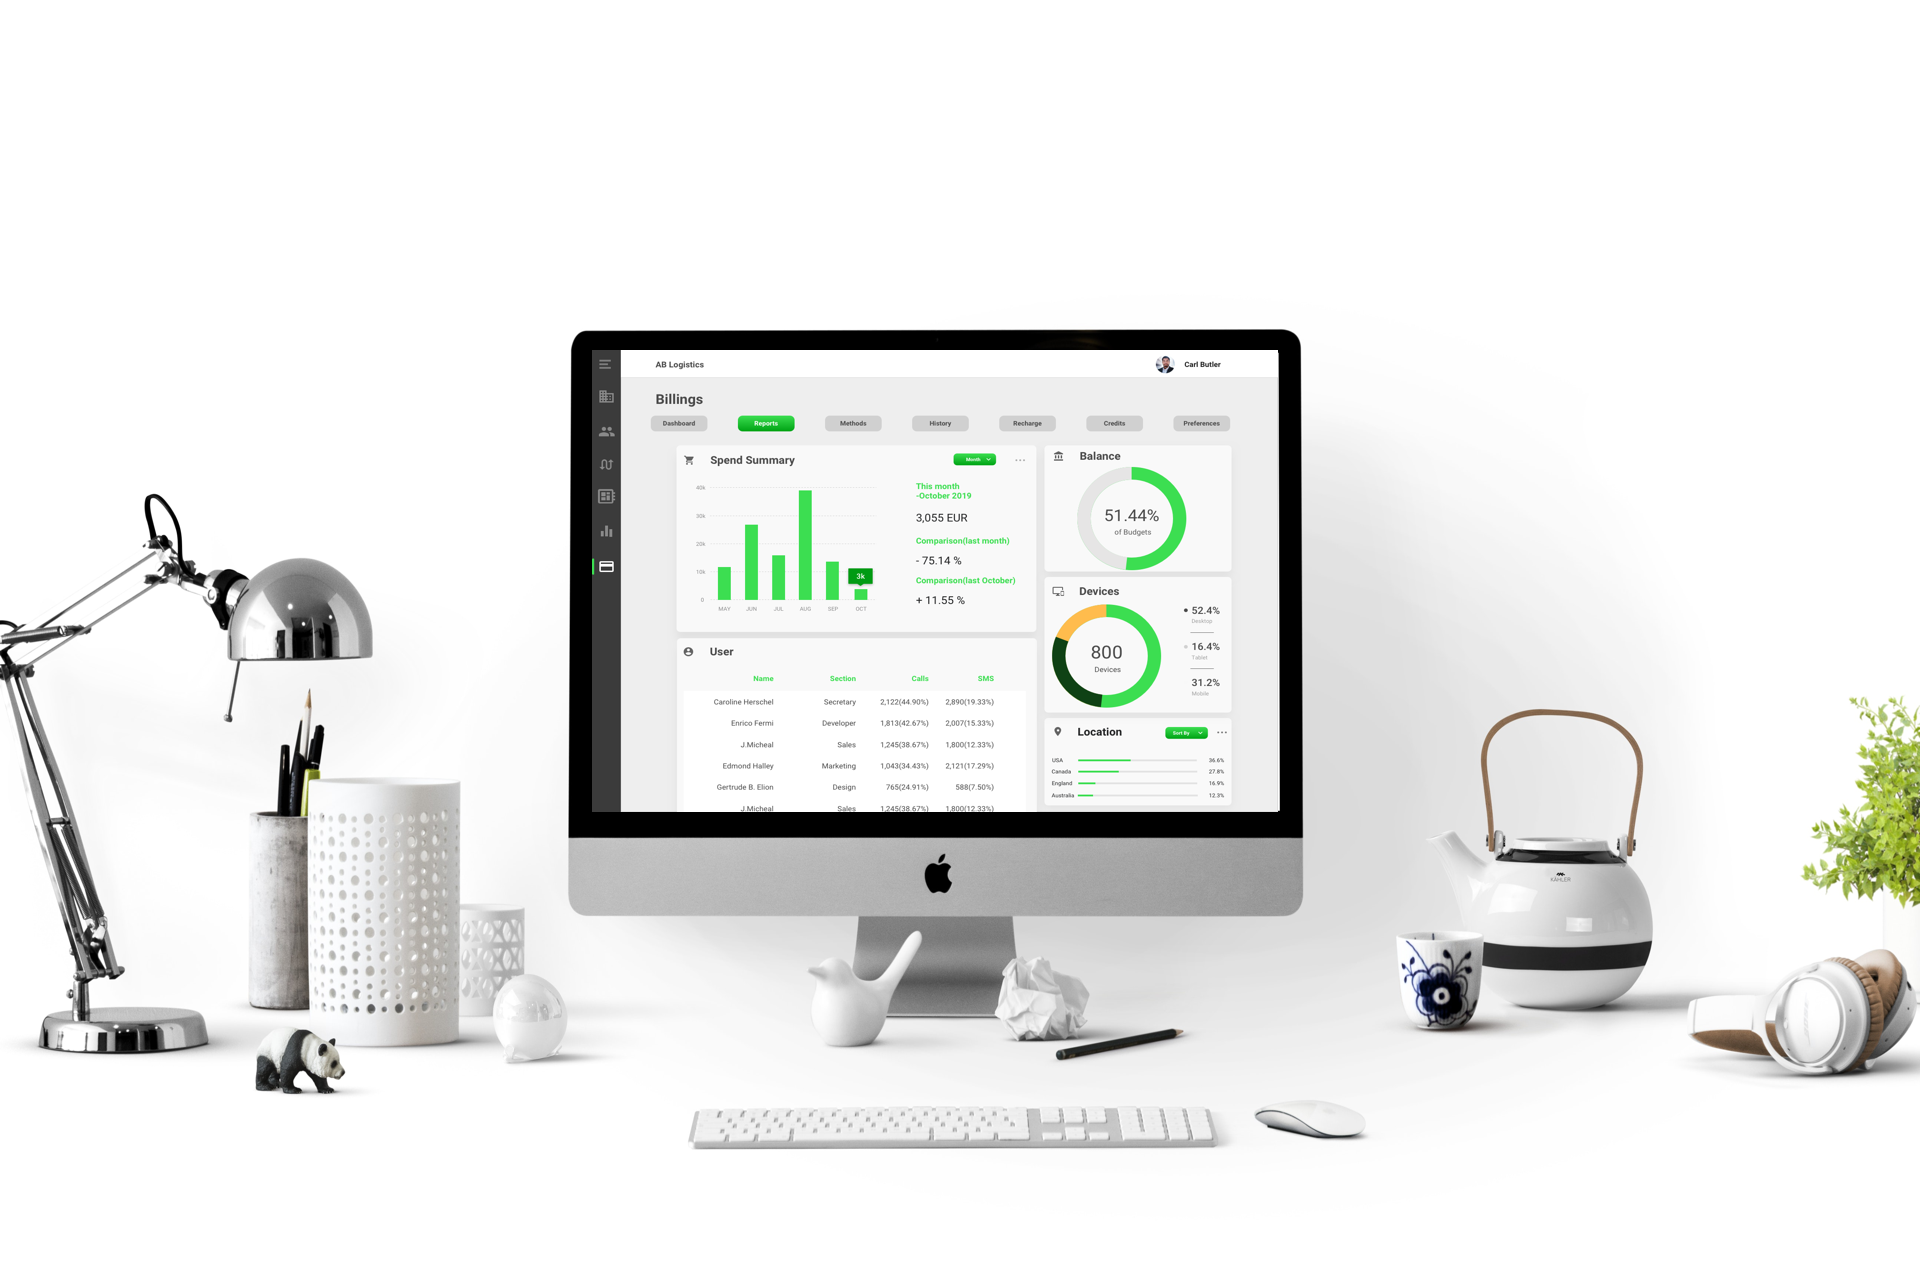 AB Logistics
Carl Butler
Billings
Dashboard
Reports
Methods
History
Recharge
Credits
Preferences
Spend Summary
Month
40k
30k
20k
10k
0
MAY JUN JUL AUG SEP OCT
3k
This month
-October 2019
3,055 EUR
Comparison(last month)
- 75.14 %
Comparison(last October)
+ 11.55 %
Balance
51.44%
of Budgets
Devices
800
Devices
52.4%
Desktop
16.4%
Tablet
31.2%
Mobile
User
Name Section Calls SMS
Caroline Herschel Secretary 2,122(44.90%) 2,890(19.33%)
Enrico Fermi Developer 1,813(42.67%) 2,007(15.33%)
J.Micheal Sales 1,245(38.67%) 1,800(12.33%)
Edmond Halley Marketing 1,043(34.43%) 2,121(17.29%)
Gertrude B. Elion Design 765(24.91%) 588(7.50%)
J.Micheal Sales 1,245(38.67%) 1,800(12.33%)
Location
Sort By
USA 36.6%
Canada 27.8%
England 16.9%
Australia 12.3%
KÄHLER